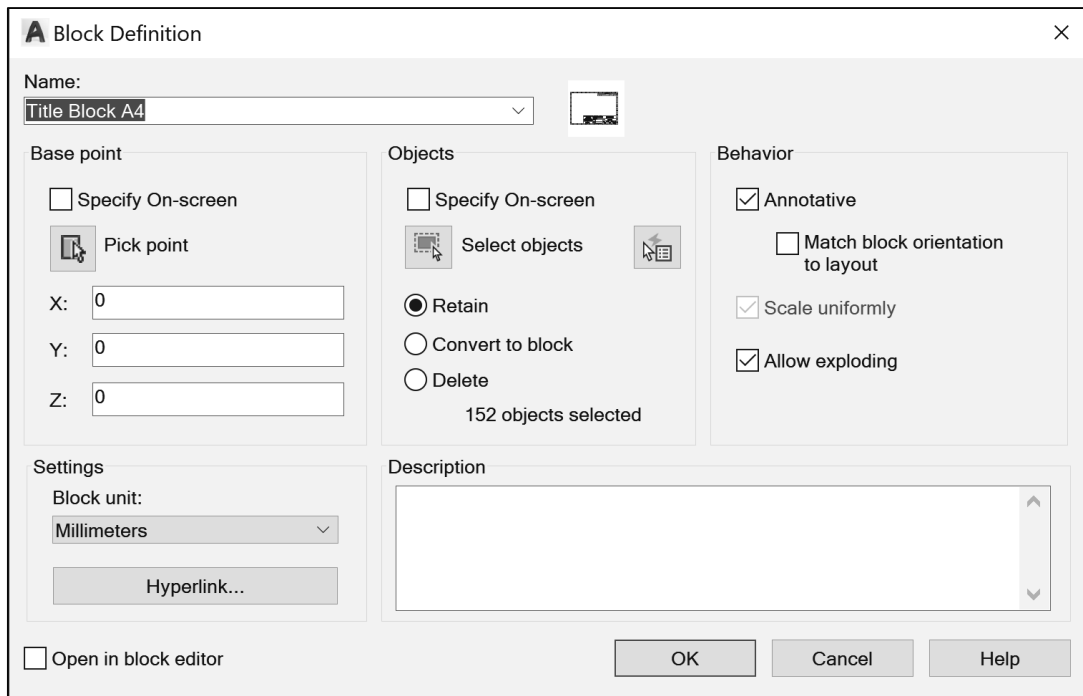 Block Definition
Name:
Title Block A4
Base point
Specify On-screen
Pick point
X: 0
Y: 0
Z: 0
Objects
Specify On-screen
Select objects
Retain
Convert to block
Delete
152 objects selected
Behavior
Annotative
Match block orientation
to layout
Scale uniformly
Allow exploding
Settings
Block unit:
Millimeters
Hyperlink...
Description
Open in block editor
OK
Cancel
Help